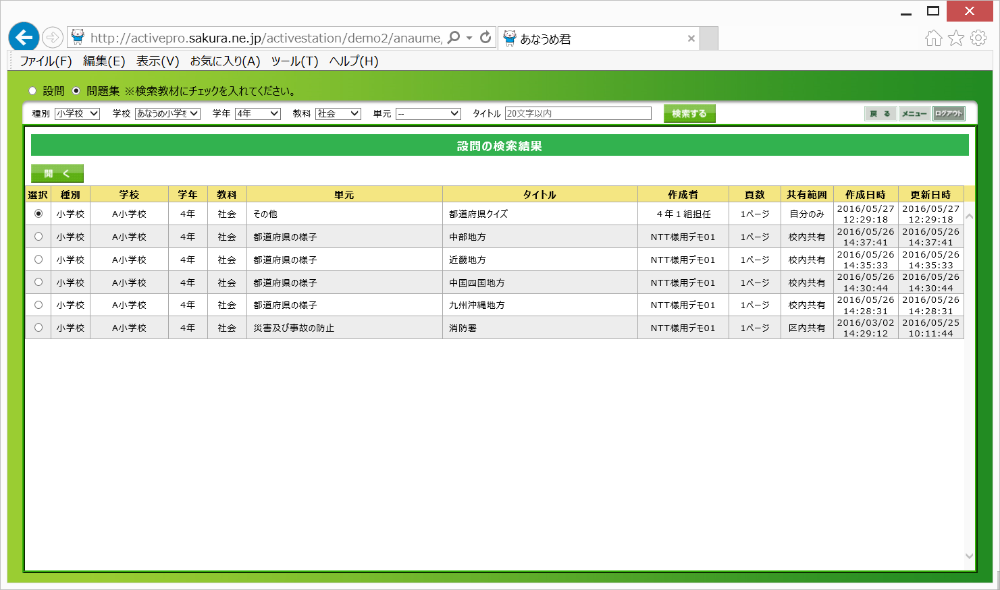 http://activepro.sakura.ne.jp/activestation/demo2/anaume, あなうめ君
ファイル(F) 編集(E) 表示(V) お気に入り(A) ツール(T) ヘルプ(H)
設問 問題集 ※検索教材にチェックを入れてください。
種別 小学校 学校 あなうめ小学校 学年 4年 教科 社会 単元 -- タイトル 20文字以内 検索する 戻 る メニュー ログアウト
設問の検索結果
開 く
選択 種別 学校 学年 教科 単元 タイトル 作成者 頁数 共有範囲 作成日時 更新日時
小学校 A小学校 4年 社会 その他 都道府県クイズ 4年1組担任 1ページ 自分のみ 2016/05/27 12:29:18 2016/05/27 12:29:18
小学校 A小学校 4年 社会 都道府県の様子 中部地方 NTT様用デモ01 1ページ 校内共有 2016/05/26 14:37:41 2016/05/26 14:37:41
小学校 A小学校 4年 社会 都道府県の様子 近畿地方 NTT様用デモ01 1ページ 校内共有 2016/05/26 14:35:33 2016/05/26 14:35:33
小学校 A小学校 4年 社会 都道府県の様子 中国四国地方 NTT様用デモ01 1ページ 校内共有 2016/05/26 14:30:44 2016/05/26 14:30:44
小学校 A小学校 4年 社会 都道府県の様子 九州沖縄地方 NTT様用デモ01 1ページ 校内共有 2016/05/26 14:28:31 2016/05/26 14:28:31
小学校 A小学校 4年 社会 災害及び事故の防止 消防署 NTT様用デモ01 1ページ 区内共有 2016/03/02 14:29:12 2016/05/25 10:11:44